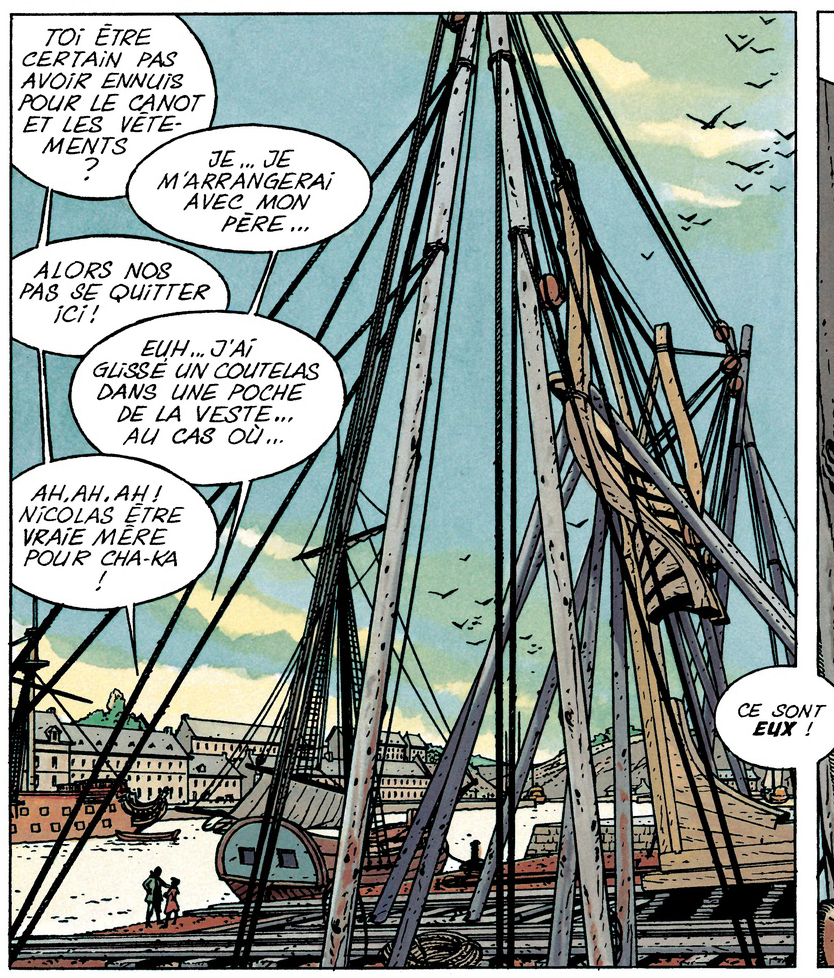 TOi ÊTRE
CERTAiN PAS
AVOiR ENNUiS
POUR LE CANOT
ET LES VÊTE-
MENTS
?
JE... JE
M'ARRANGERAi
AVEC MON
PÈRE...
ALORS NOS
PAS SE QUiTTER
iCi!
EUH... J'Ai
GLiSSÉ UN COUTELAS
DANS UNE POCHE
DE LA VESTE...
AU CAS OÙ...
AH, AH, AH!
NiCOLAS ÊTRE
VRAiE MÈRE
POUR CHA-KA
!
CE SONT
EUX!